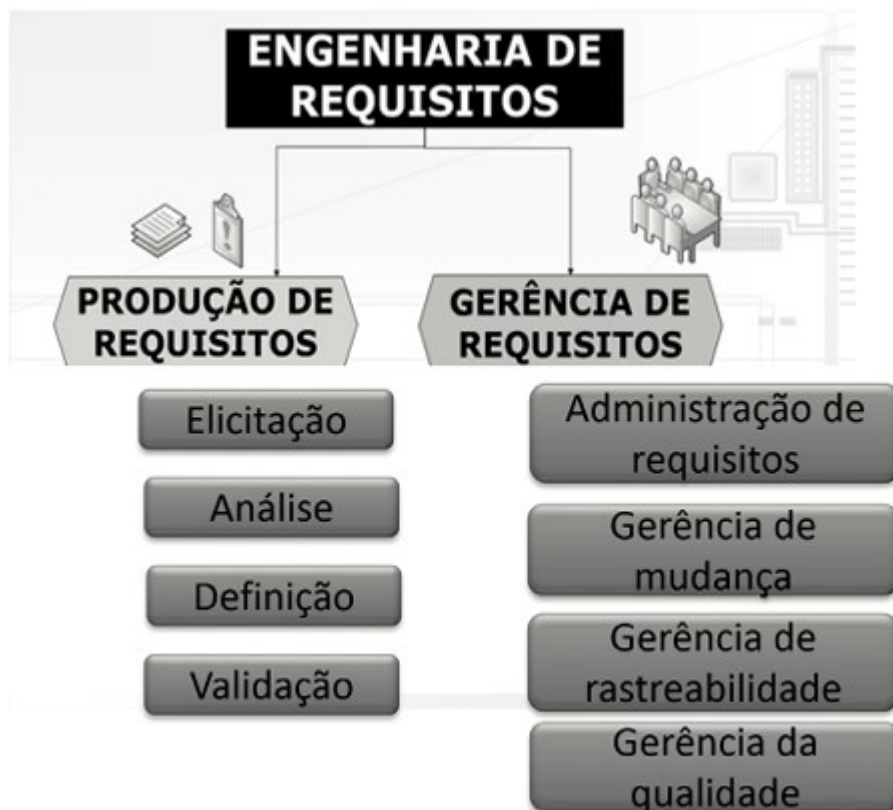 ENGENHARIA DE
REQUISITOS
PRODUÇÃO DE
REQUISITOS
Elicitação
Análise
Definição
Validação
GERÊNCIA DE
REQUISITOS
Administração de
requisitos
Gerência de
mudança
Gerência de
rastreabilidade
Gerência da
qualidade